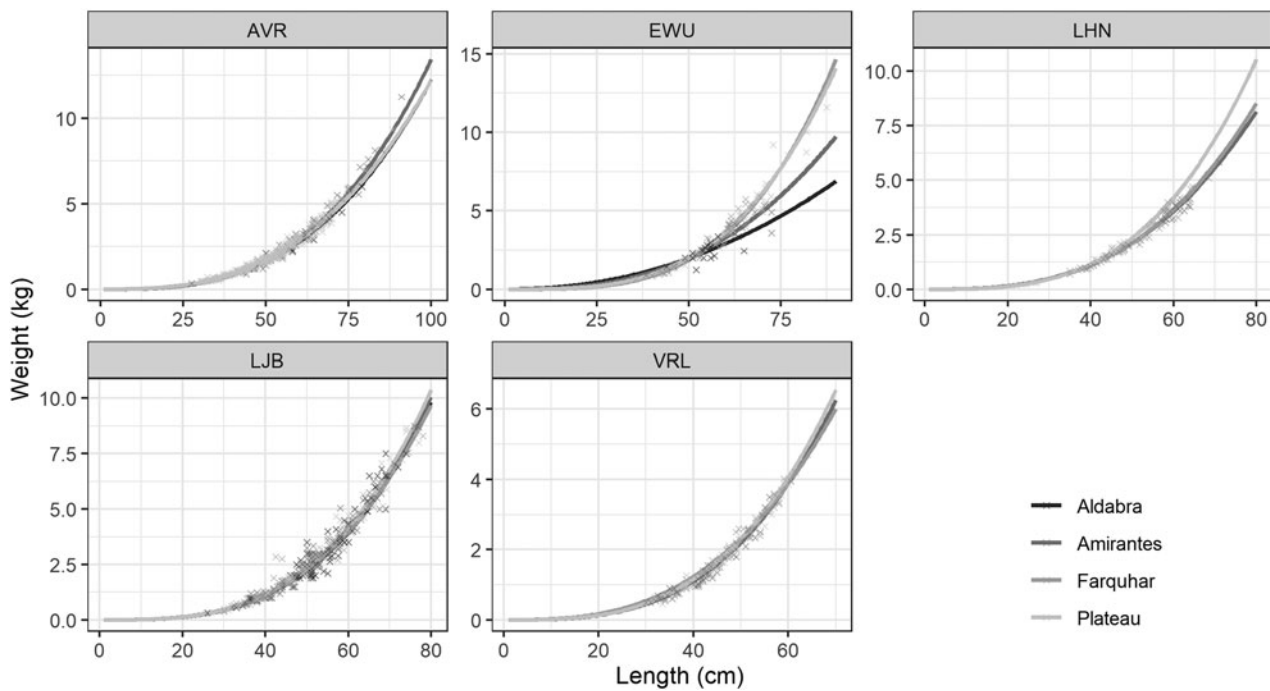 AVR EWU LHN
10 5 0
15 10 5 0
10.0 7.5 5.0 2.5 0.0
0 25 50 75 100
0 25 50 75
0 20 40 60 80
Weight (kg)
LJB VRL
10.0 7.5 5.0 2.5 0.0
6 4 2 0
0 20 40 60 80
0 20 40 60
Length (cm)
Aldabra
Amirantes
Farquhar
Plateau